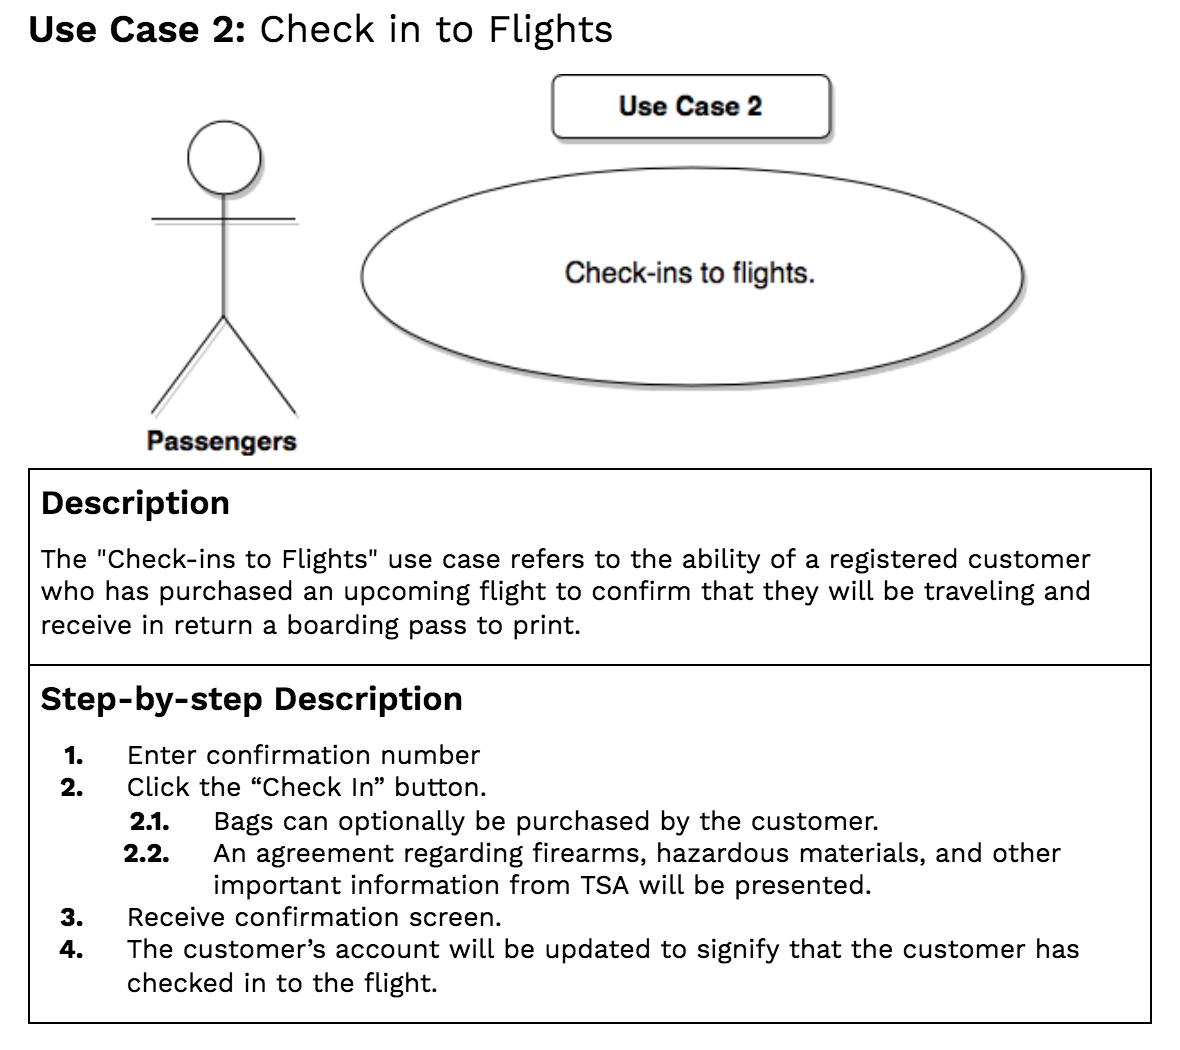 Use Case 2: Check in to Flights
Use Case 2
Check-ins to flights.
Passengers
Description
The "Check-ins to Flights" use case refers to the ability of a registered customer
who has purchased an upcoming flight to confirm that they will be traveling and
receive in return a boarding pass to print.
Step-by-step Description
1. Enter confirmation number
2. Click the “Check In” button.
2.1. Bags can optionally be purchased by the customer.
2.2. An agreement regarding firearms, hazardous materials, and other
important information from TSA will be presented.
3. Receive confirmation screen.
4. The customer’s account will be updated to signify that the customer has
checked in to the flight.